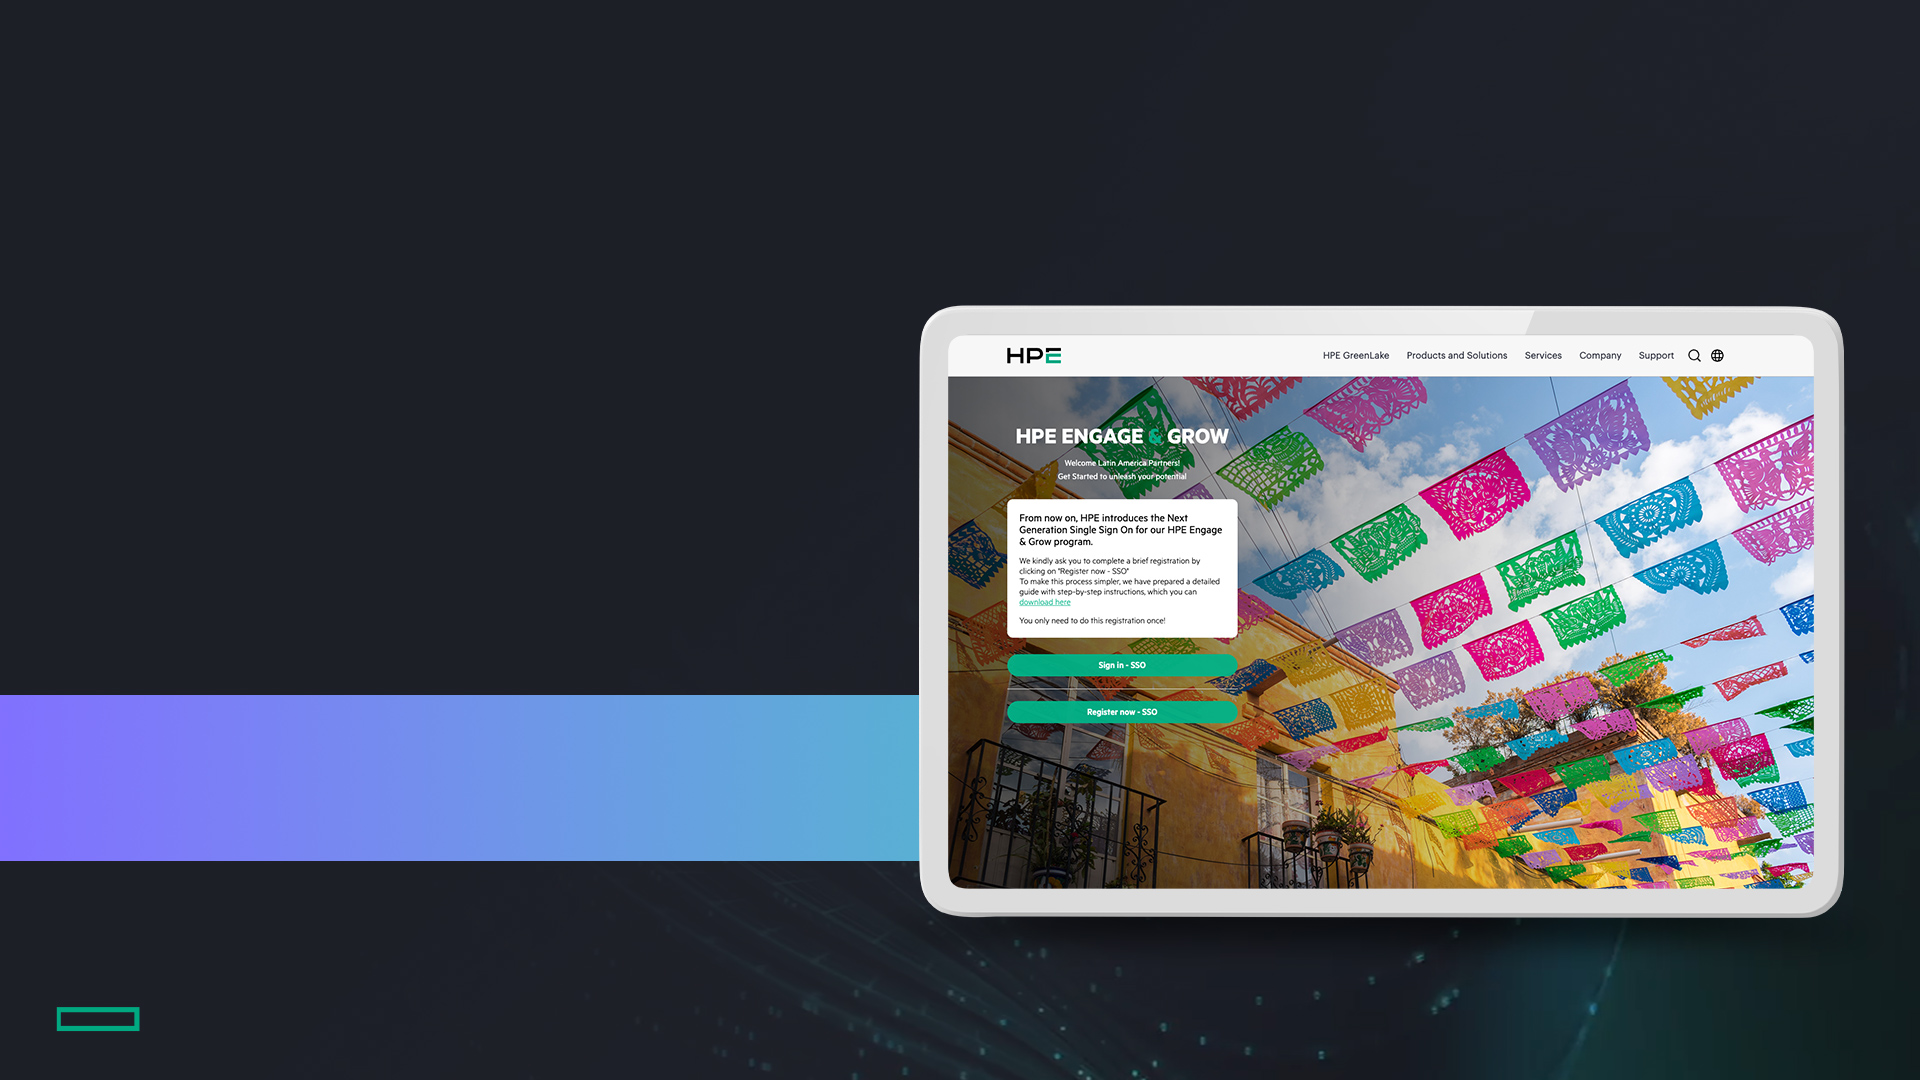 HPE
HPE GreenLake Products and Solutions Services Company Support
HPE ENGAGE & GROW
Welcome Latin America Partners!
Get Started to unleash your potential
From now on, HPE introduces the Next
Generation Single Sign On for our HPE Engage
& Grow program.
We kindly ask you to complete a brief registration by
clicking on "Register now - SSO"
To make this process simpler, we have prepared a detailed
guide with step-by-step instructions, which you can
download here
You only need to do this registration once!
Sign in - SSO
Register now - SSO